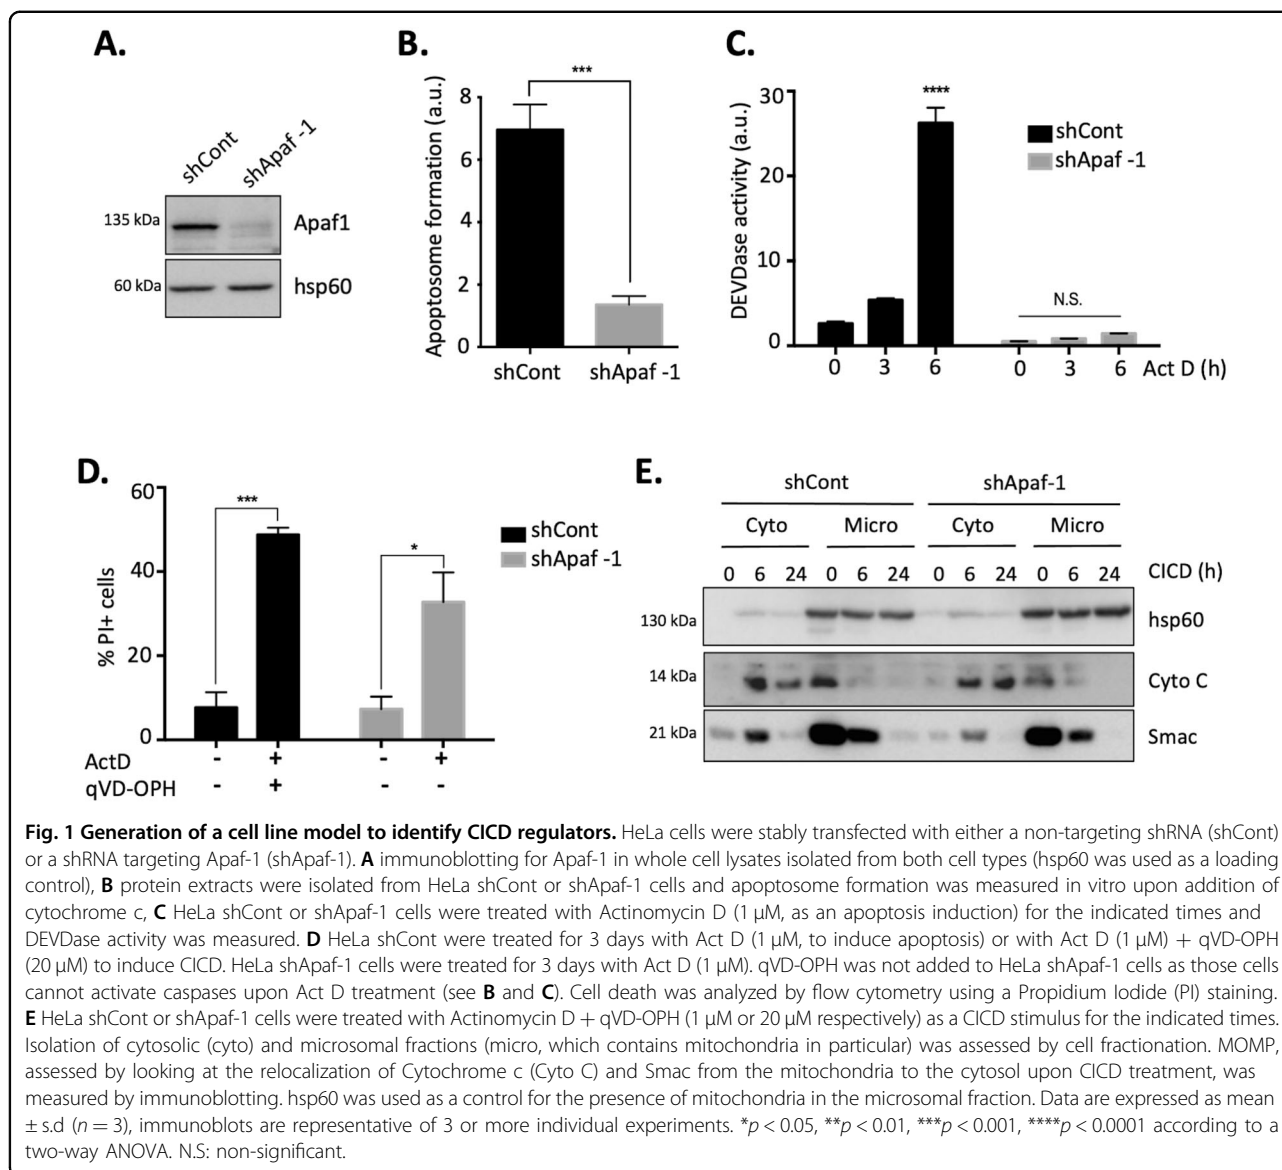 A.
shCont
shApaf -1
135 kDa
Apaf1
60 kDa
hsp60
B.
Apoptosome formation (a.u.)
***
8
6
4
2
0
shCont
shApaf -1
C.
DEVDase activity (a.u.)
30
20
10
0
****
N.S.
shCont
shApaf -1
0 3 6 0 3 6 Act D (h)
D.
% PI+ cells
60
40
20
0
***
*
shCont
shApaf -1
ActD - + - +
qVD-OPH - + - -
E.
shCont shApaf-1
Cyto Micro Cyto Micro
0 6 24 0 6 24 0 6 24 0 6 24 CICD (h)
130 kDa hsp60
14 kDa Cyto C
21 kDa Smac
Fig. 1 Generation of a cell line model to identify CICD regulators. HeLa cells were stably transfected with either a non-targeting shRNA (shCont)
or a shRNA targeting Apaf-1 (shApaf-1). A immunoblotting for Apaf-1 in whole cell lysates isolated from both cell types (hsp60 was used as a loading
control), B protein extracts were isolated from HeLa shCont or shApaf-1 cells and apoptosome formation was measured in vitro upon addition of
cytochrome c, C HeLa shCont or shApaf-1 cells were treated with Actinomycin D (1 µM, as an apoptosis induction) for the indicated times and
DEVDase activity was measured. D HeLa shCont were treated for 3 days with Act D (1 µM, to induce apoptosis) or with Act D (1 µM) + qVD-OPH
(20 µM) to induce CICD. HeLa shApaf-1 cells were treated for 3 days with Act D (1 µM). qVD-OPH was not added to HeLa shApaf-1 cells as those cells
cannot activate caspases upon Act D treatment (see B and C). Cell death was analyzed by flow cytometry using a Propidium Iodide (PI) staining.
E HeLa shCont or shApaf-1 cells were treated with Actinomycin D + qVD-OPH (1 µM or 20 µM respectively) as a CICD stimulus for the indicated times.
Isolation of cytosolic (cyto) and microsomal fractions (micro, which contains mitochondria in particular) was assessed by cell fractionation. MOMP,
assessed by looking at the relocalization of Cytochrome c (Cyto C) and Smac from the mitochondria to the cytosol upon CICD treatment, was
measured by immunoblotting. hsp60 was used as a control for the presence of mitochondria in the microsomal fraction. Data are expressed as mean
± s.d (n = 3), immunoblots are representative of 3 or more individual experiments. *p < 0.05, **p < 0.01, ***p < 0.001, ****p < 0.0001 according to a
two-way ANOVA. N.S: non-significant.